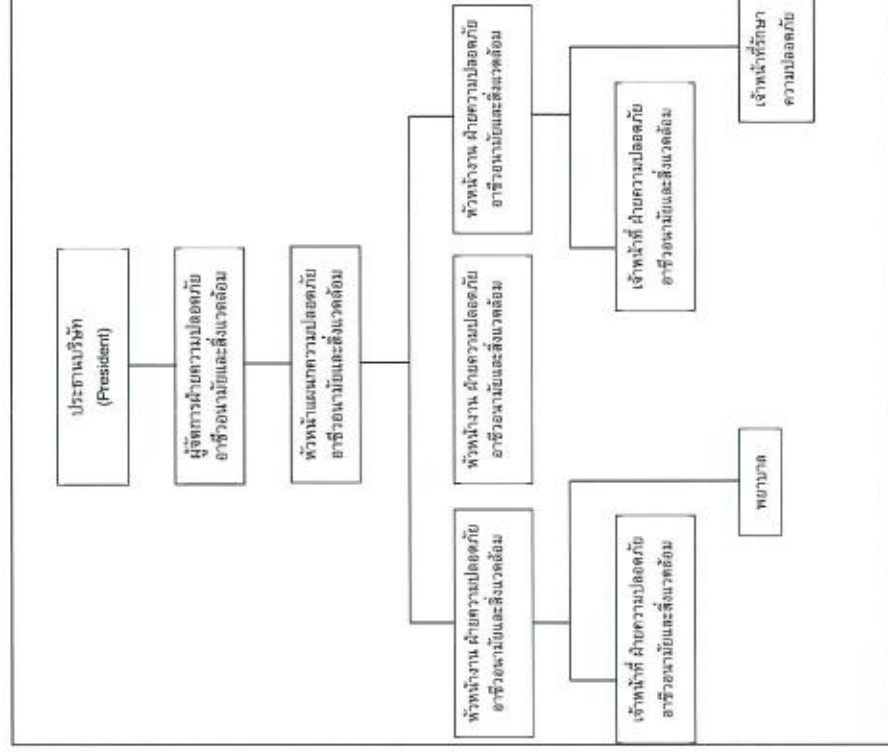 ประธานบริษัท
(President)
ผู้จัดการฝ่ายความปลอดภัย
อาชีวอนามัยและสิ่งแวดล้อม
หัวหน้าแผนกความปลอดภัย
อาชีวอนามัยและสิ่งแวดล้อม
หัวหน้างาน ฝ่ายความปลอดภัย
อาชีวอนามัยและสิ่งแวดล้อม
หัวหน้างาน ฝ่ายความปลอดภัย
อาชีวอนามัยและสิ่งแวดล้อม
หัวหน้างาน ฝ่ายความปลอดภัย
อาชีวอนามัยและสิ่งแวดล้อม
เจ้าหน้าที่ ฝ่ายความปลอดภัย
อาชีวอนามัยและสิ่งแวดล้อม
เจ้าหน้าที่ ฝ่ายความปลอดภัย
อาชีวอนามัยและสิ่งแวดล้อม
พยาบาล
เจ้าหน้าที่รักษา
ความปลอดภัย